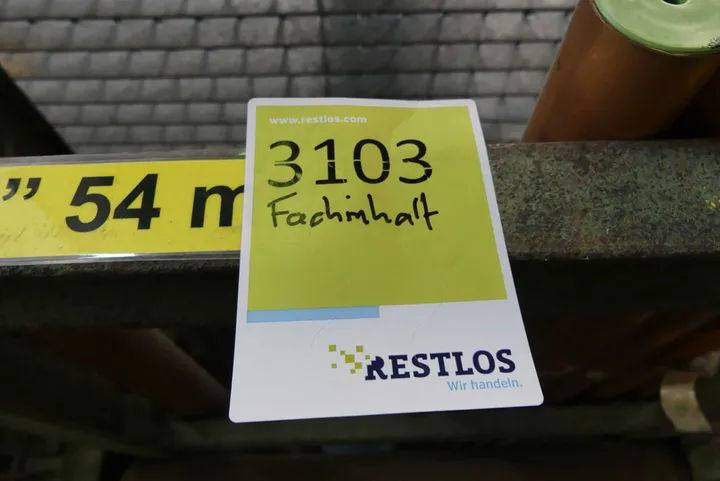 www.restlos.com
3103
Fachinhalt
” 54 m
RESTLOS
Wir handeln.